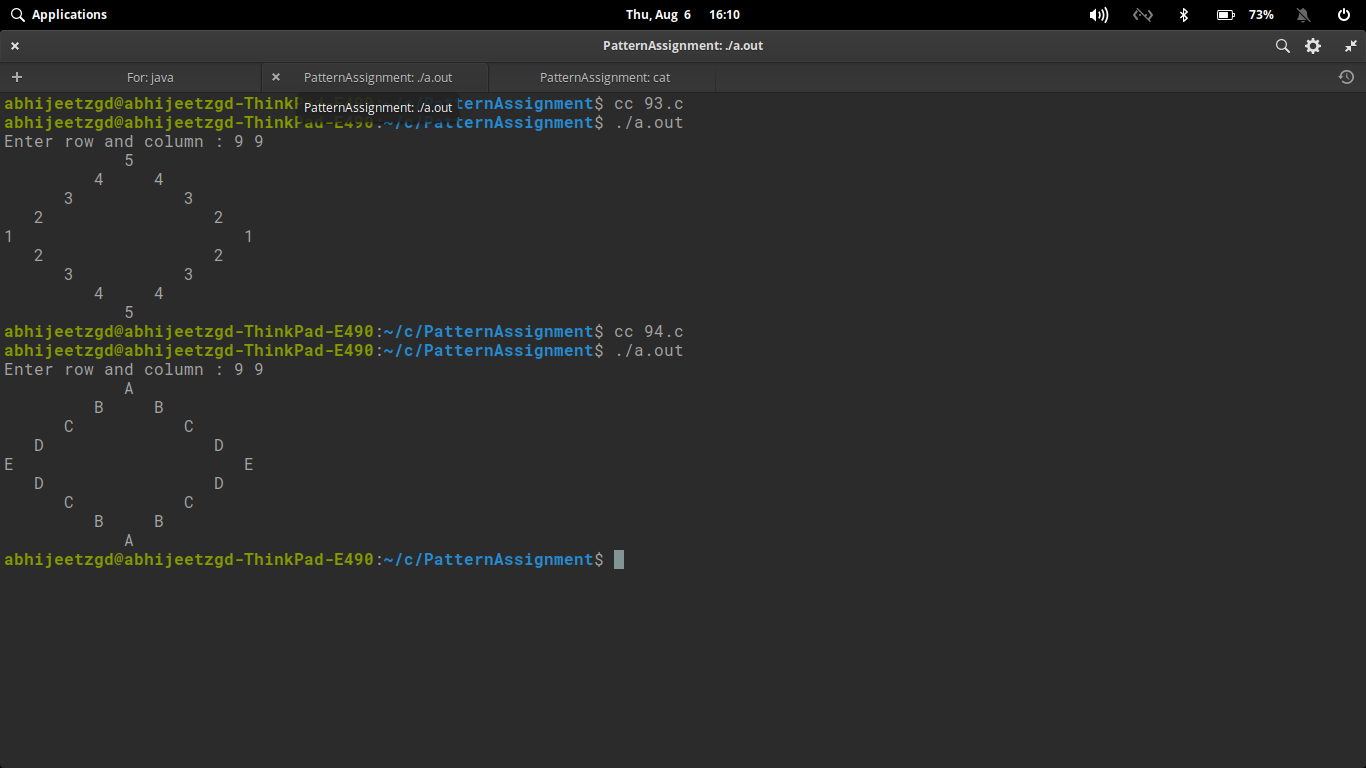 Applications Thu, Aug 6 16:10 73%
PatternAssignment: ./a.out
For: java PatternAssignment: ./a.out PatternAssignment: cat
PatternAssignment: ./a.out
abhijeetzgd@abhijeetzgd-ThinkP ternAssignment$ cc 93.c
abhijeetzgd@abhijeetzgd-ThinkPad-E490:~/c/PatternAssignment$ ./a.out
Enter row and column : 9 9
            5
         4     4
      3           3
   2                 2
1                       1
   2                 2
      3           3
         4     4
            5
abhijeetzgd@abhijeetzgd-ThinkPad-E490:~/c/PatternAssignment$ cc 94.c
abhijeetzgd@abhijeetzgd-ThinkPad-E490:~/c/PatternAssignment$ ./a.out
Enter row and column : 9 9
            A
         B     B
      C           C
   D                 D
E                       E
   D                 D
      C           C
         B     B
            A
abhijeetzgd@abhijeetzgd-ThinkPad-E490:~/c/PatternAssignment$